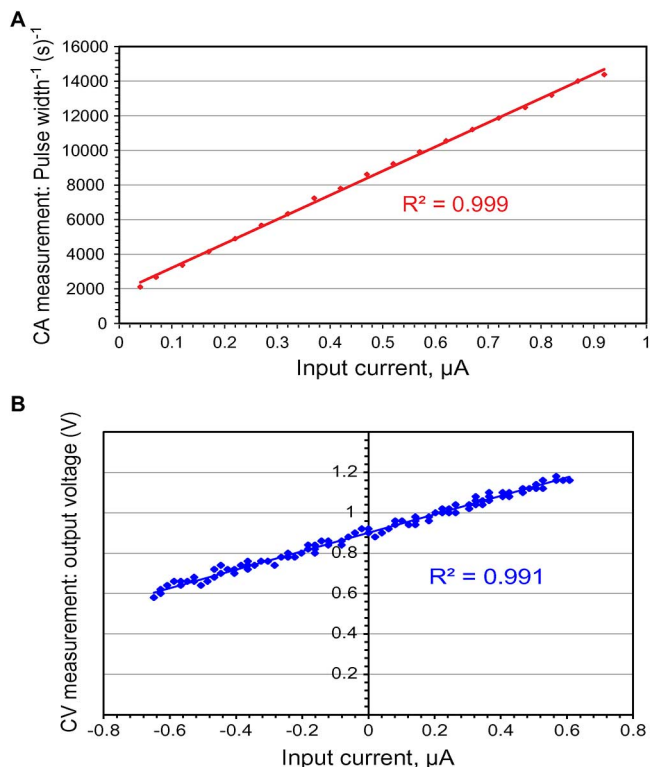 A
CA measurement: Pulse width⁻¹ (s)⁻¹
16000
14000
12000
10000
8000
6000
4000
2000
0
R² = 0.999
0 0.1 0.2 0.3 0.4 0.5 0.6 0.7 0.8 0.9 1
Input current, µA
B
CV measurement: output voltage (V)
1.2
1
0.8
0.6
0.4
0.2
R² = 0.991
-0.8 -0.6 -0.4 -0.2 0 0.2 0.4 0.6 0.8
Input current, µA